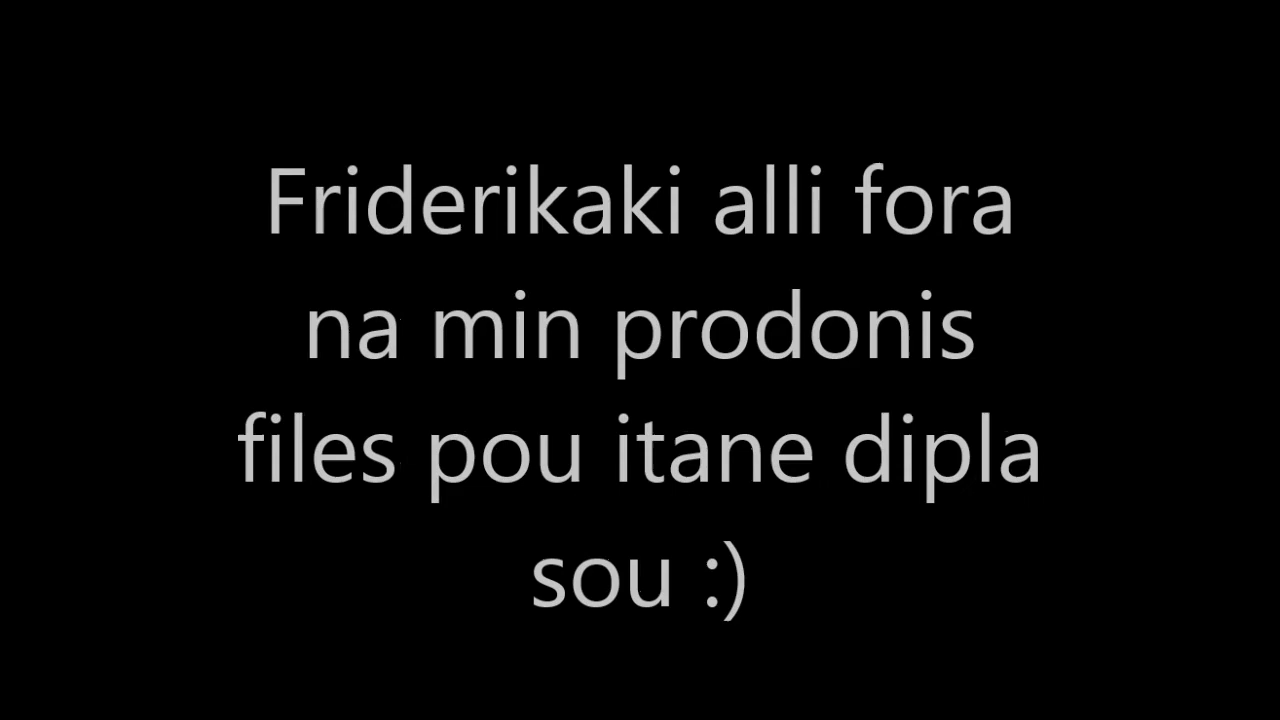 Friderikaki alli fora
na min prodonis
files pou itane dipla
sou :)